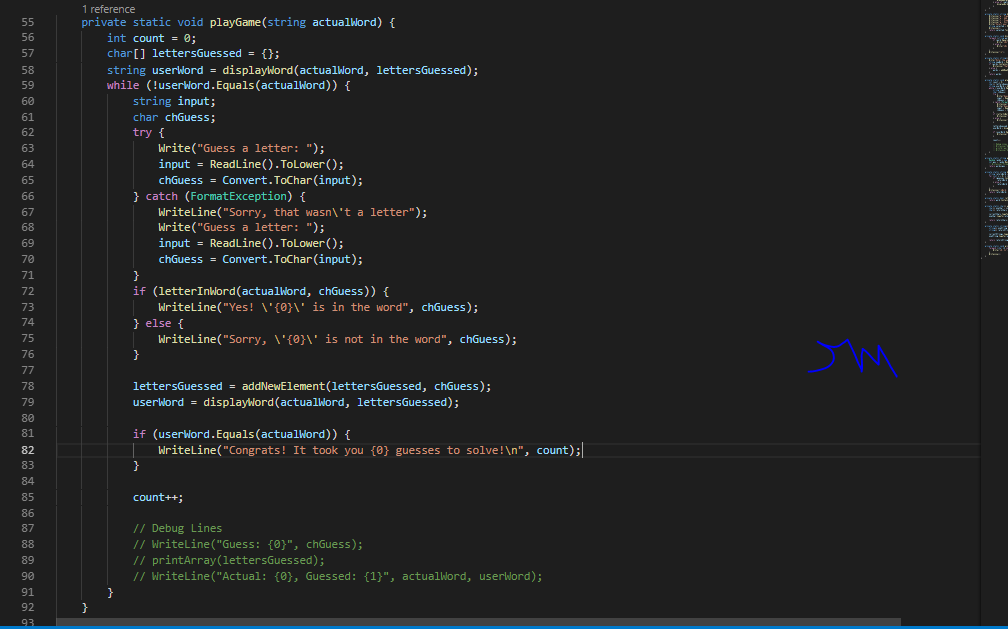 1 reference
55 private static void playGame(string actualWord) {
56 int count = 0;
57 char[] lettersGuessed = {};
58 string userWord = displayWord(actualWord, lettersGuessed);
59 while (!userWord.Equals(actualWord)) {
60 string input;
61 char chGuess;
62 try {
63 Write("Guess a letter: ");
64 input = ReadLine().ToLower();
65 chGuess = Convert.ToChar(input);
66 } catch (FormatException) {
67 WriteLine("Sorry, that wasn\'t a letter");
68 Write("Guess a letter: ");
69 input = ReadLine().ToLower();
70 chGuess = Convert.ToChar(input);
71 }
72 if (letterInWord(actualWord, chGuess)) {
73 WriteLine("Yes! \'{0}\' is in the word", chGuess);
74 } else {
75 WriteLine("Sorry, \'{0}\' is not in the word", chGuess);
76 }
77
78 lettersGuessed = addNewElement(lettersGuessed, chGuess);
79 userWord = displayWord(actualWord, lettersGuessed);
80
81 if (userWord.Equals(actualWord)) {
82 WriteLine("Congrats! It took you {0} guesses to solve!\n", count);
83 }
84
85 count++;
86
87 // Debug Lines
88 // WriteLine("Guess: {0}", chGuess);
89 // printArray(lettersGuessed);
90 // WriteLine("Actual: {0}, Guessed: {1}", actualWord, userWord);
91 }
92 }
93